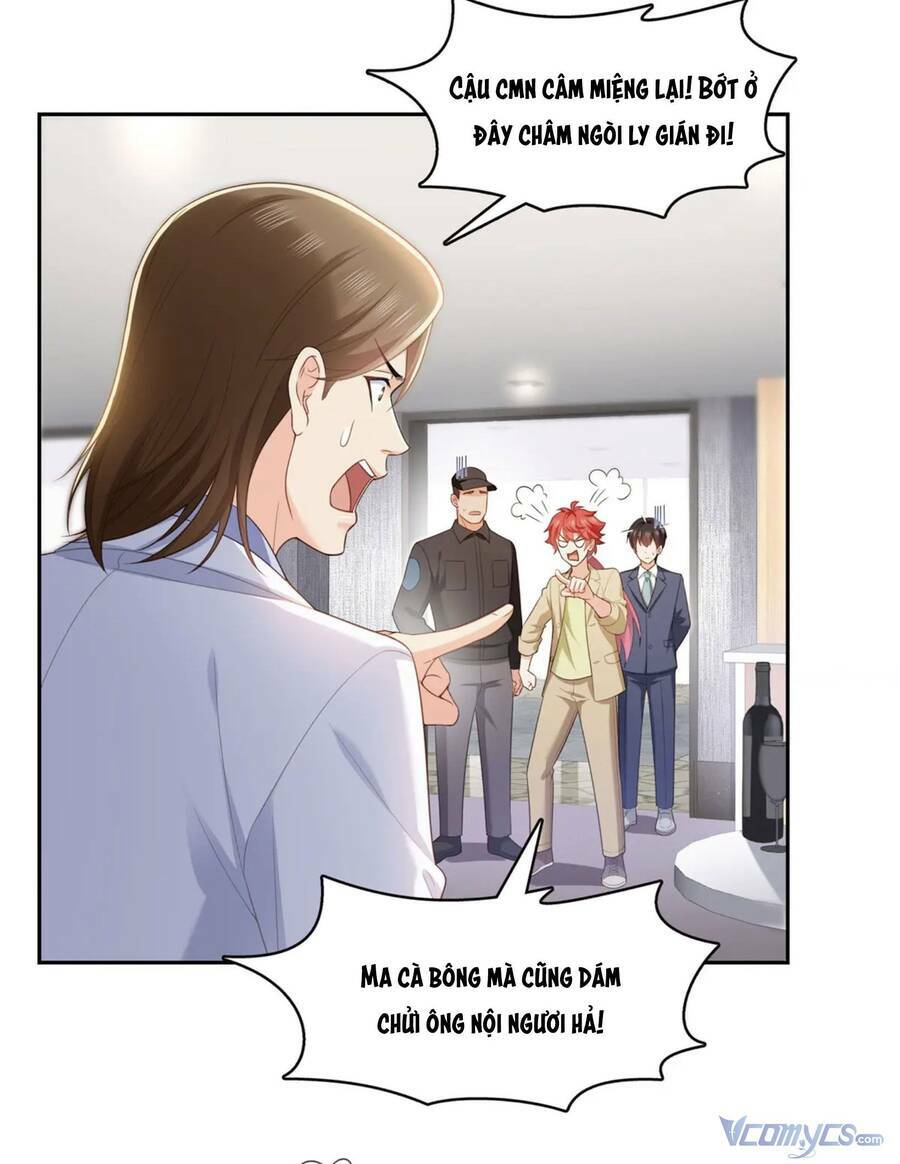 CẬU CMN CÂM MIỆNG LẠI! BỚT Ở
ĐÂY CHÂM NGÒI LY GIÁN ĐI!
MA CÀ BÔNG MÀ CŨNG DÁM
CHỬI ÔNG NỘI NGƯƠI HẢ!
VCOMYCS.com